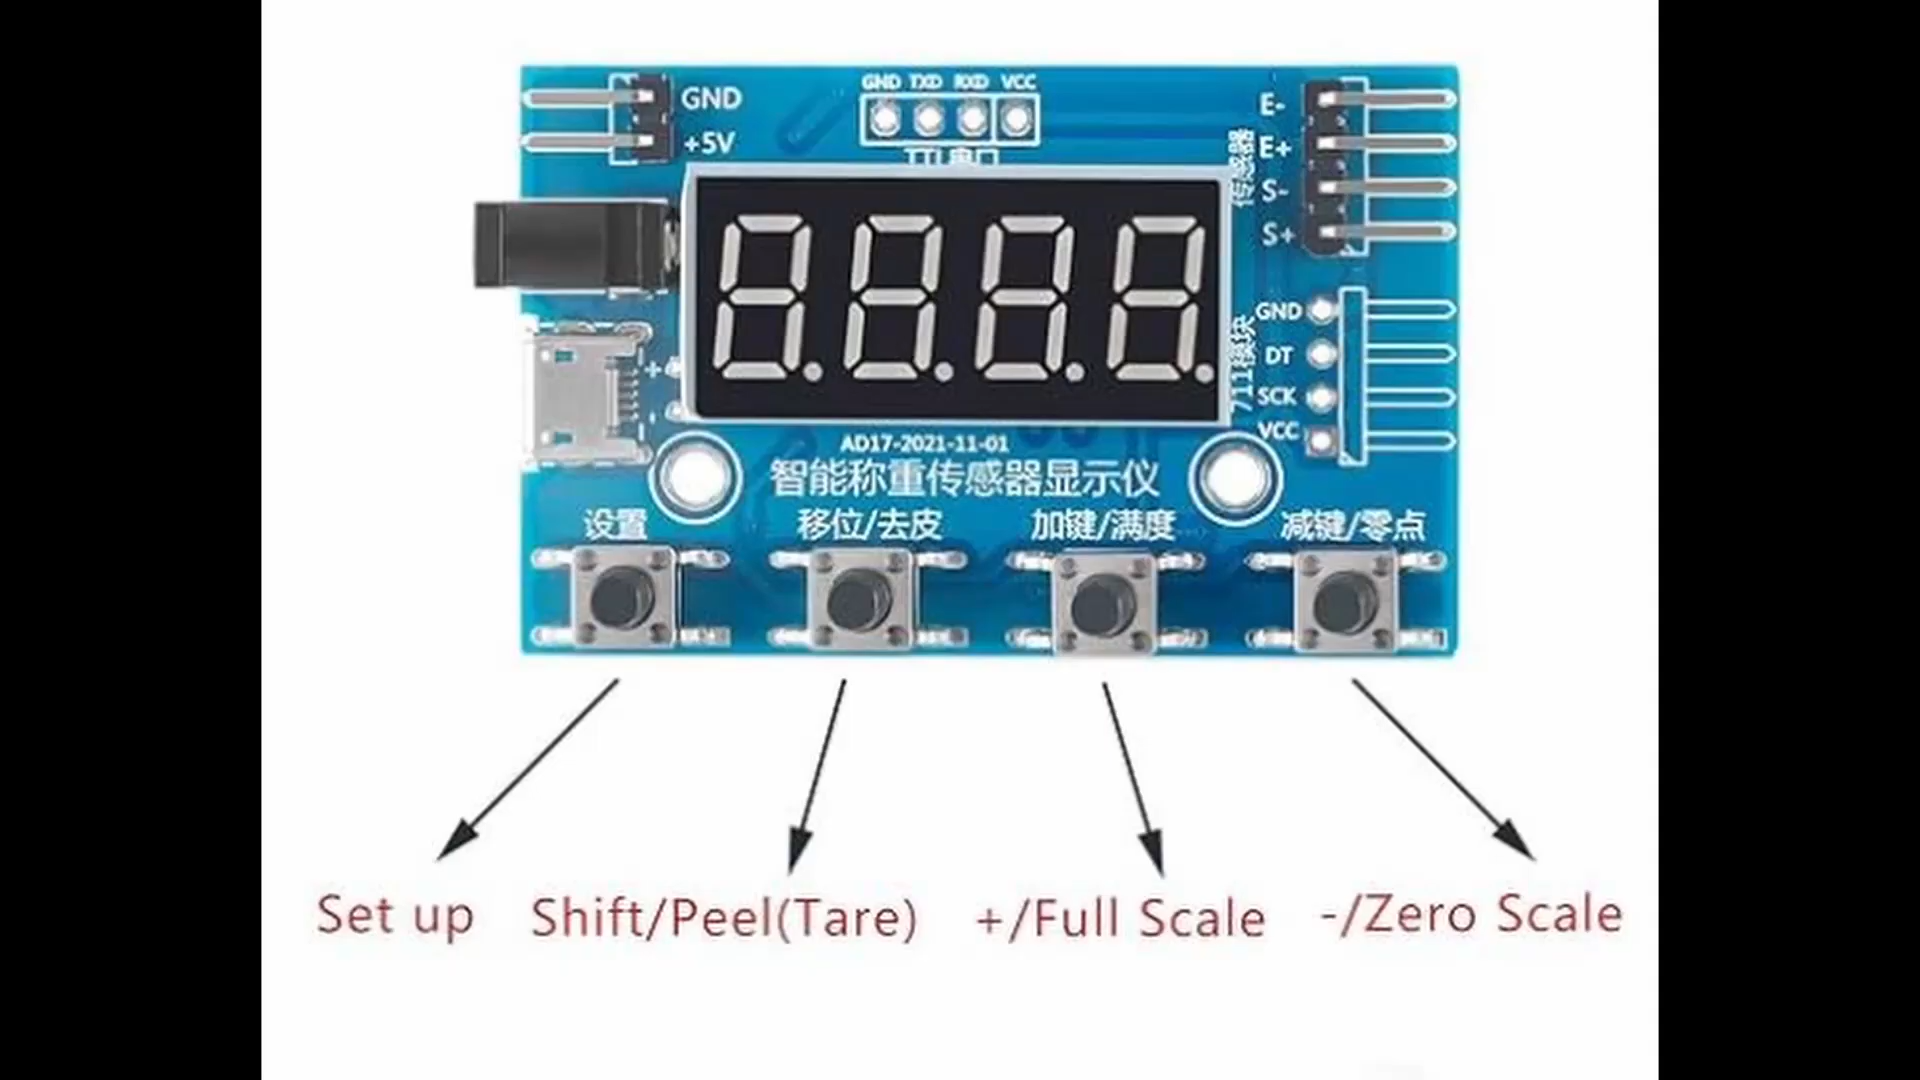 GND TXD RXD VCC
GND
+5V
TTL串口
E-
E+
S-
S+
传感器
GND
DT
SCK
VCC
711模块
+
-
AD17-2021-11-01
智能称重传感器显示仪
设置 移位/去皮 加键/满度 减键/零点
Set up Shift/Peel(Tare) +/Full Scale -/Zero Scale